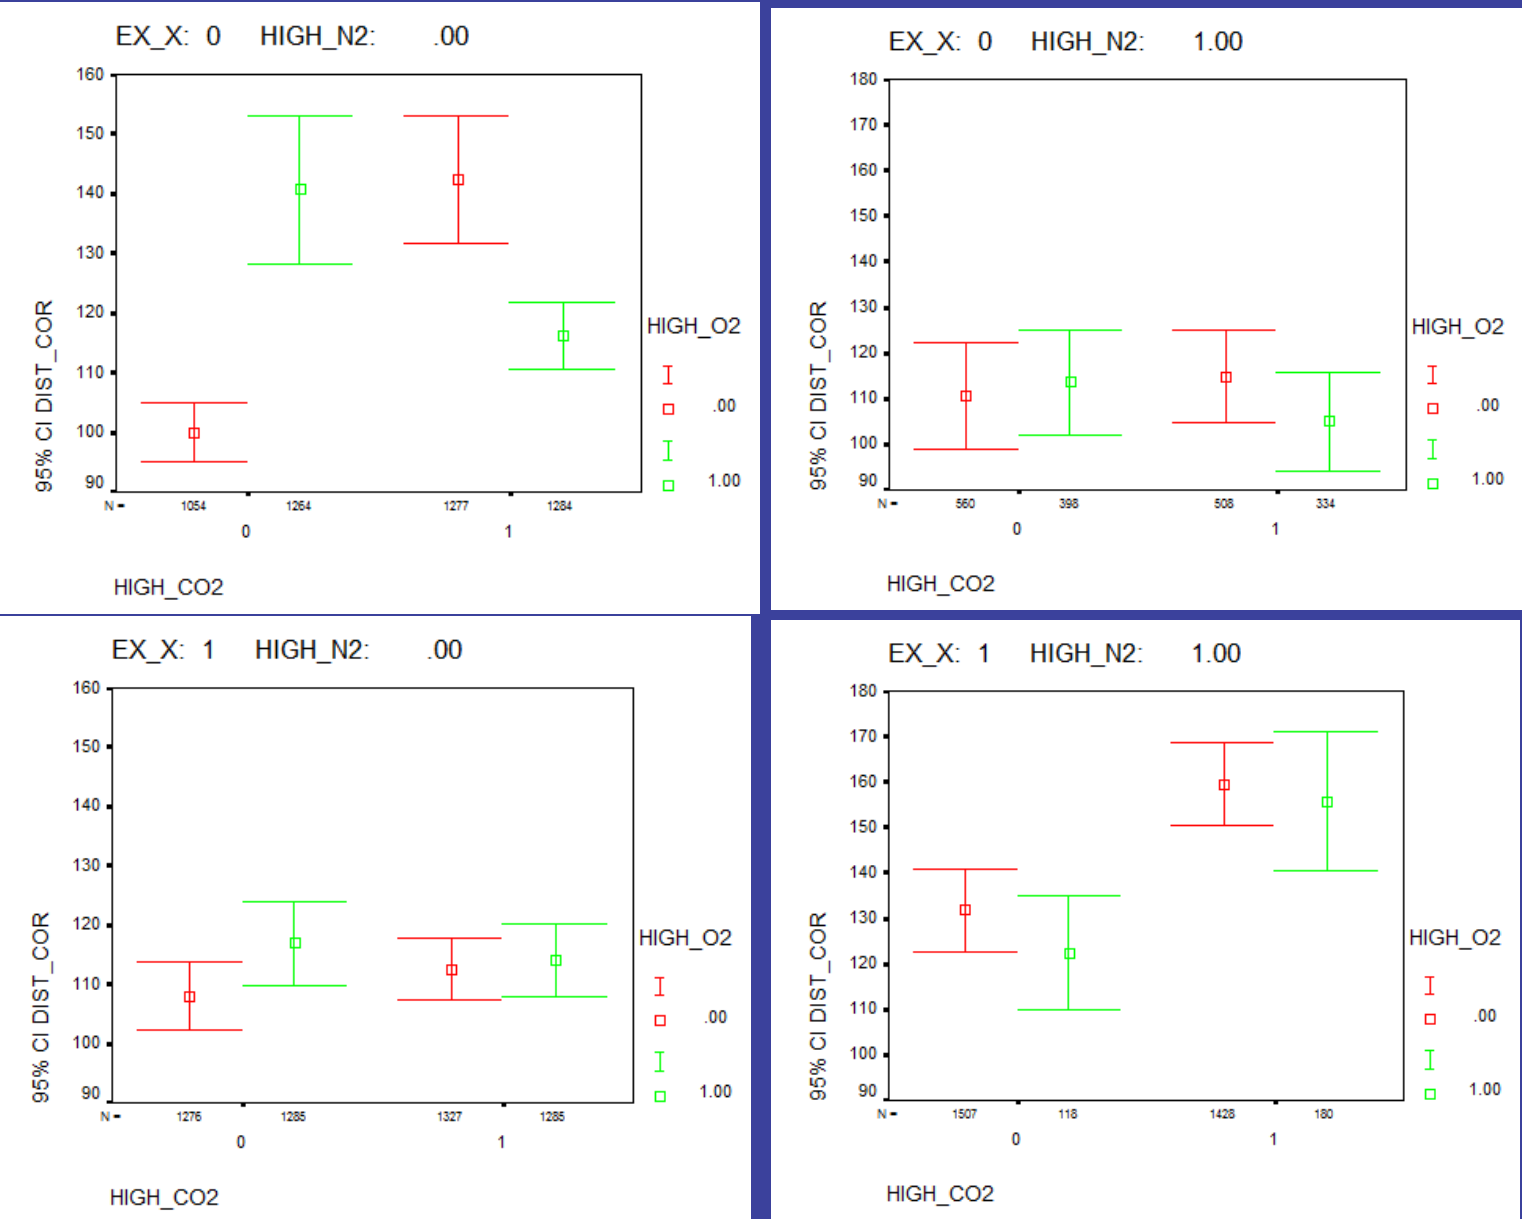 EX_X: 0 HIGH_N2: .00
160
150
140
130
120
110
100
90
95% CI DIST_COR
N = 1054 1264 1277 1284
0 1
HIGH_CO2
HIGH_O2
.00
1.00
EX_X: 0 HIGH_N2: 1.00
180
170
160
150
140
130
120
110
100
90
95% CI DIST_COR
N = 560 398 508 334
0 1
HIGH_CO2
HIGH_O2
.00
1.00
EX_X: 1 HIGH_N2: .00
160
150
140
130
120
110
100
90
95% CI DIST_COR
N = 1276 1285 1327 1285
0 1
HIGH_CO2
HIGH_O2
.00
1.00
EX_X: 1 HIGH_N2: 1.00
180
170
160
150
140
130
120
110
100
90
95% CI DIST_COR
N = 1507 118 1428 180
0 1
HIGH_CO2
HIGH_O2
.00
1.00